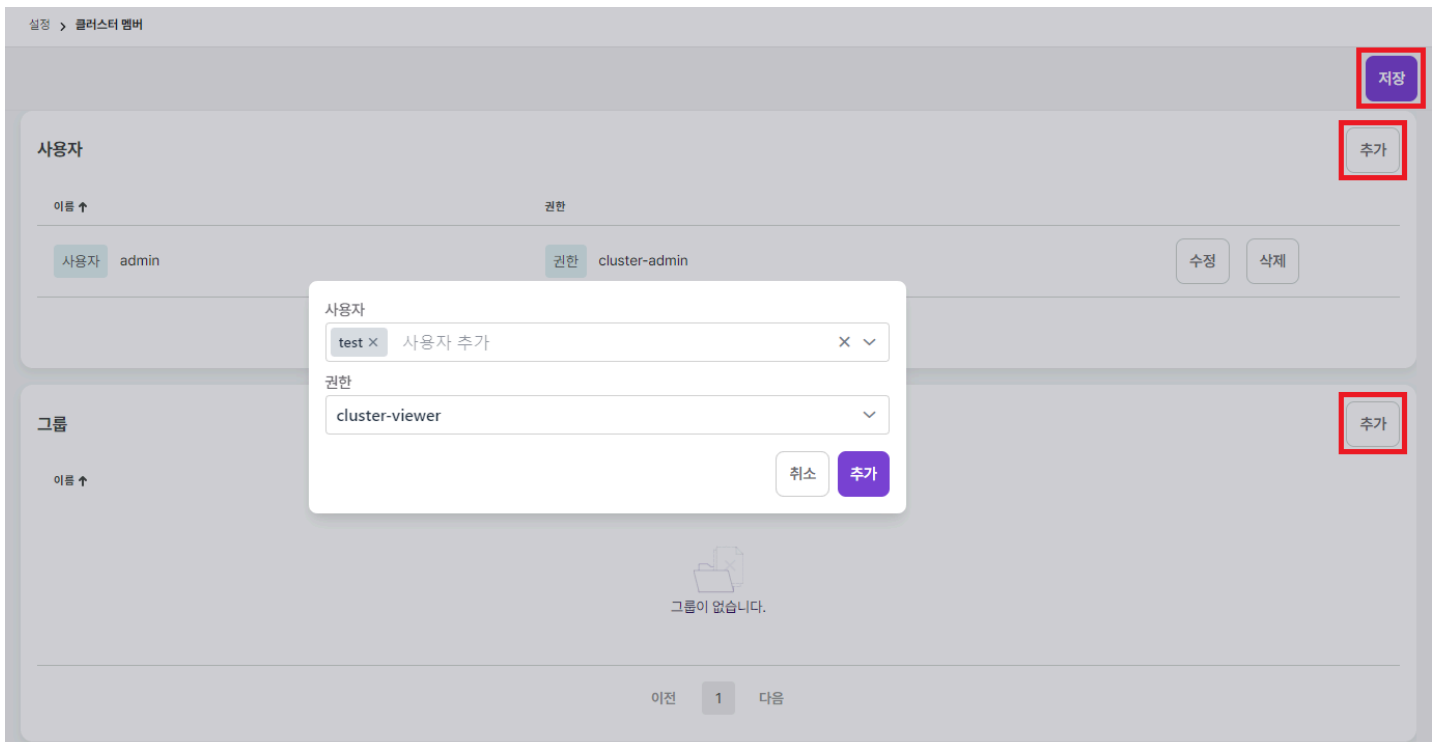 설정 > 클러스터 멤버
저장
사용자
추가
이름 ↑ 권한
사용자 admin 권한 cluster-admin 수정 삭제
사용자
test × 사용자 추가
권한
cluster-viewer
취소 추가
그룹
추가
이름 ↑
그룹이 없습니다.
이전 1 다음